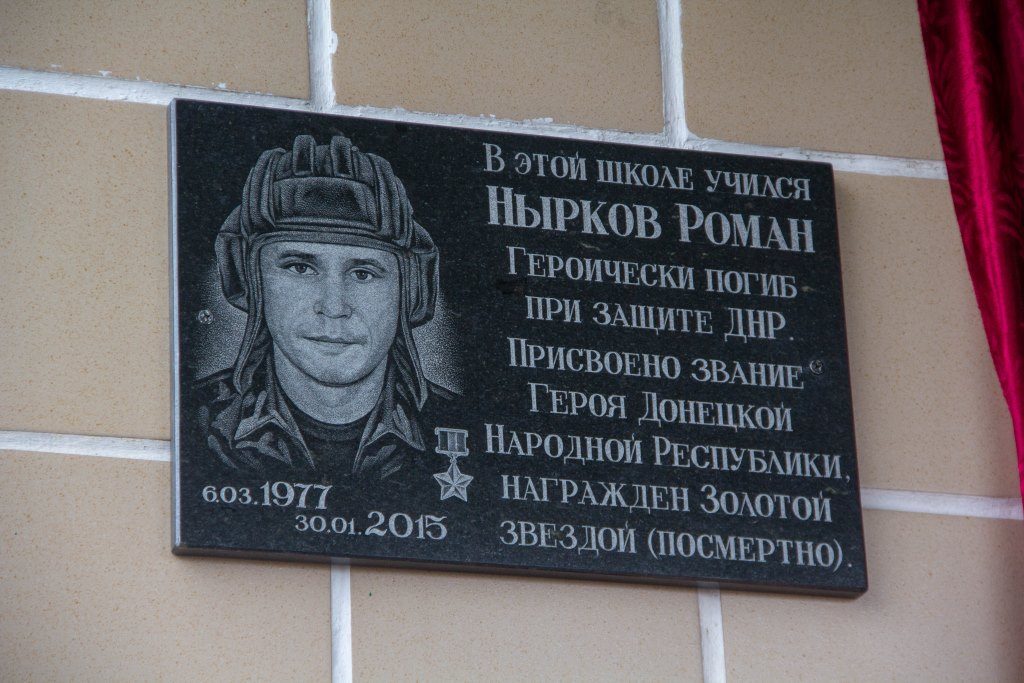 В этой школе учился
Нырков Роман
Героически погиб
при защите ДНР.
Присвоено звание
Героя Донецкой
Народной Республики,
награжден Золотой
звездой (посмертно).
6.03.1977
30.01.2015